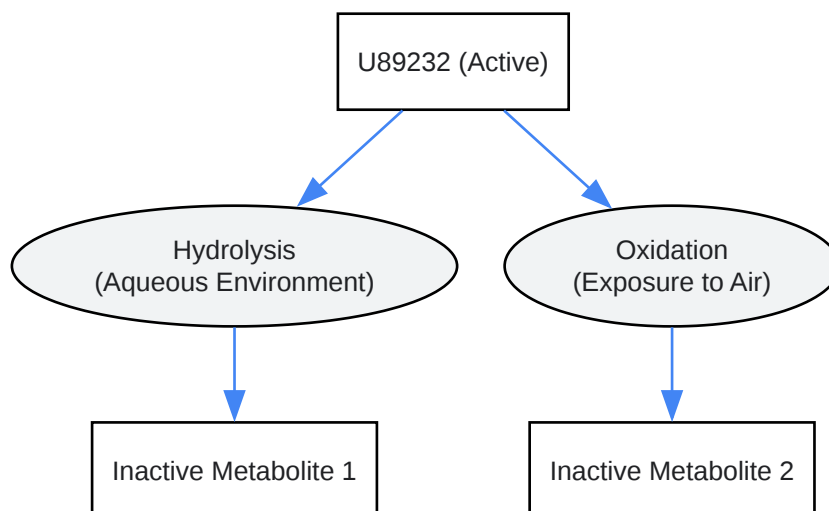 U89232 (Active)
Hydrolysis
(Aqueous Environment)
Oxidation
(Exposure to Air)
Inactive Metabolite 1
Inactive Metabolite 2